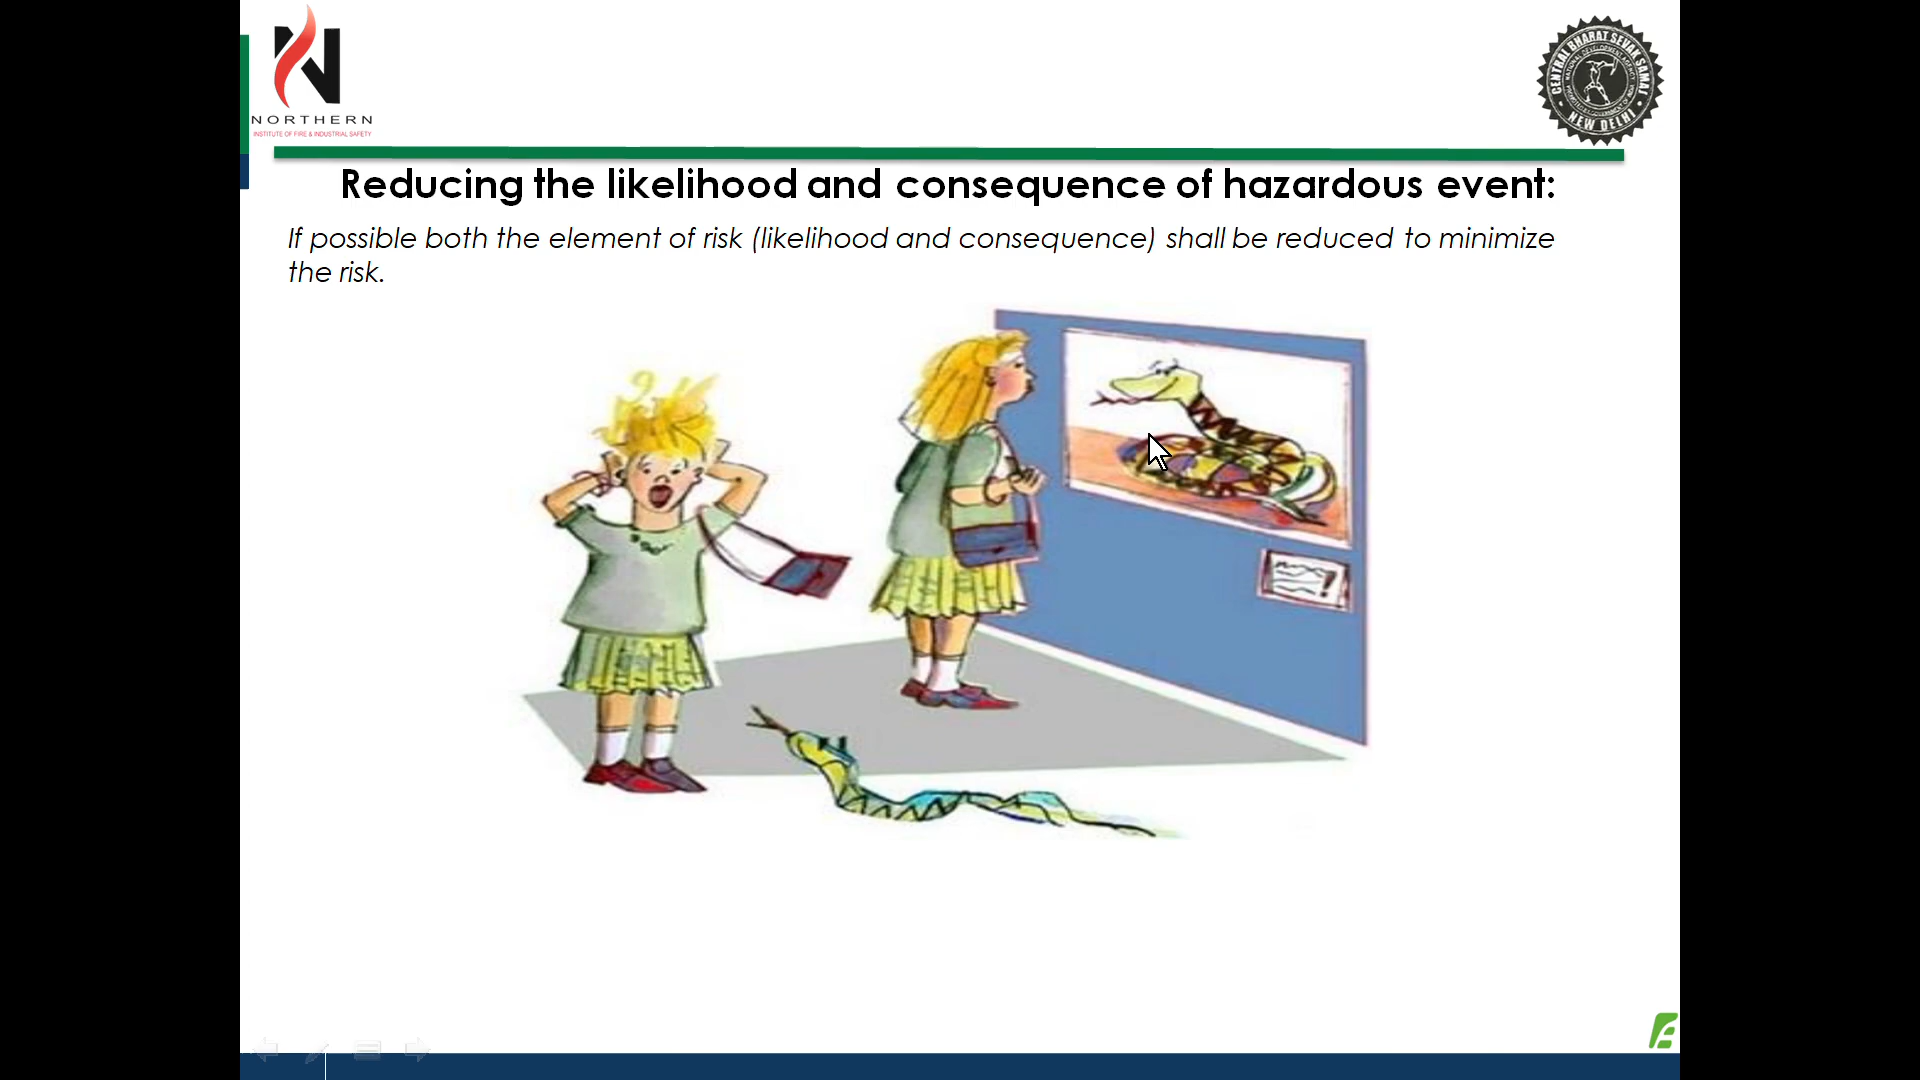 NORTHERN
INSTITUTE OF FIRE & INDUSTRIAL SAFETY
CENTRAL BHARAT SEVAK SAMAJ
NEW DELHI
Reducing the likelihood and consequence of hazardous event:
If possible both the element of risk (likelihood and consequence) shall be reduced to minimize
the risk.